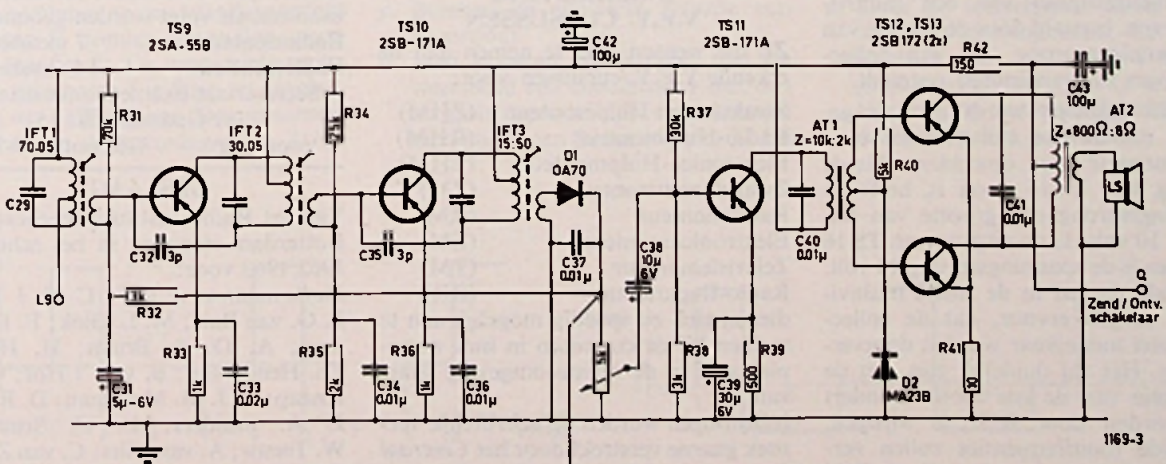 TS9
2SA-55B
TS10
2SB-171A
C42
100µ
TS11
2SB-171A
TS12, TS13
2SB172 (2x)
R42
150
C43
100µ
R31
70k
R34
R37
30k
IFT1
70.05
IFT2
30.05
IFT3
15:50
D1
OA70
AT1
Z=10k:2k
5k
R40
AT2
Z=800Ω:8Ω
LS
C29
C32
3p
C35
3p
C37
0.01µ
C38
10µ
6V
C40
0.01µ
C41
0.01µ
L9
3k
R32
Zend / Ontv.
schakelaar
C31
5µ-6V
R33
1k
C33
0.02µ
R35
2k
C34
0.01µ
R36
1k
C36
0.01µ
5k
R38
3k
C39
30µ
6V
R39
500
D2
MA23B
R41
10
1169-3